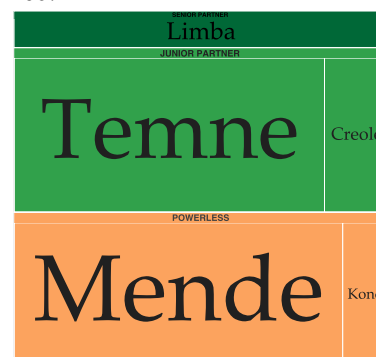 SENIOR PARTNER
Limba
JUNIOR PARTNER
Temne
Creole
POWERLESS
Mende